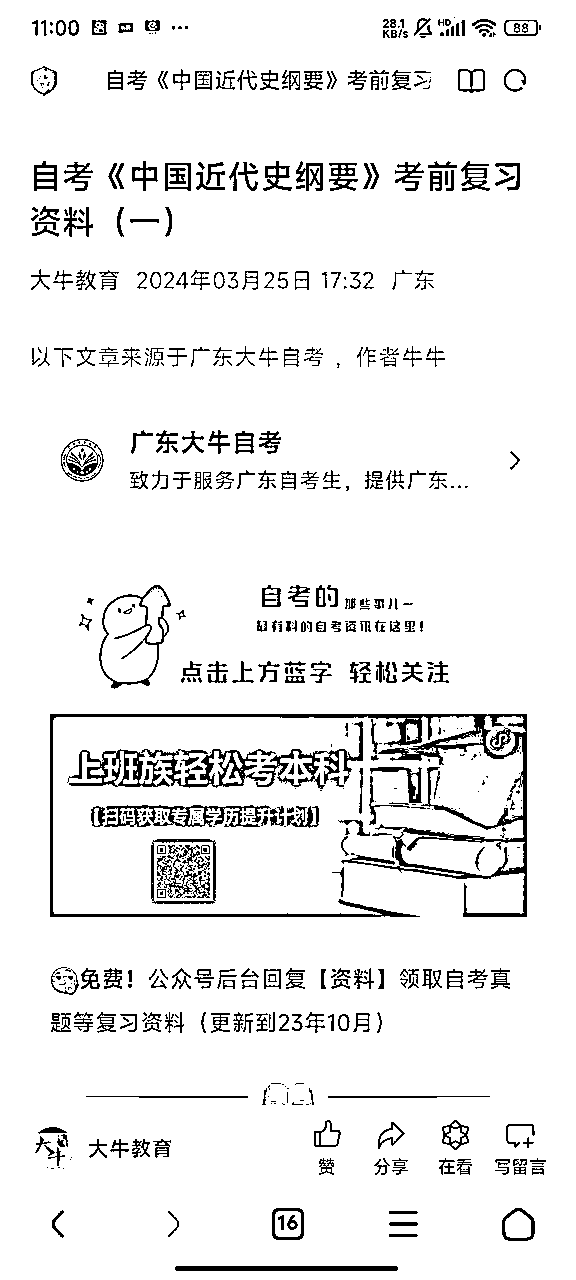 11:00
28.1
KB/s
HD
88
自考《中国近代史纲要》考前复习
自考《中国近代史纲要》考前复习
资料（一）
大牛教育 2024年03月25日 17:32 广东
以下文章来源于广东大牛自考 ，作者牛牛
广东大牛自考
致力于服务广东自考生，提供广东...
自考的 那些事儿~
最有料的自考资讯在这里！
点击上方蓝字 轻松关注
上班族轻松考本科
【扫码获取专属学历提升计划】
免费！公众号后台回复【资料】领取自考真
题等复习资料（更新到23年10月）
大牛
大牛教育
赞
分享
在看
写留言
16